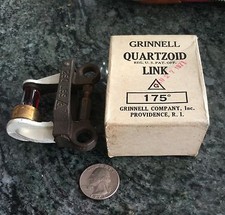 GRINNELL
QUARTZOID
REG. U. S. PAT. OFF.
LINK
G
175°
GRINNELL COMPANY, Inc.
PROVIDENCE, R. I.